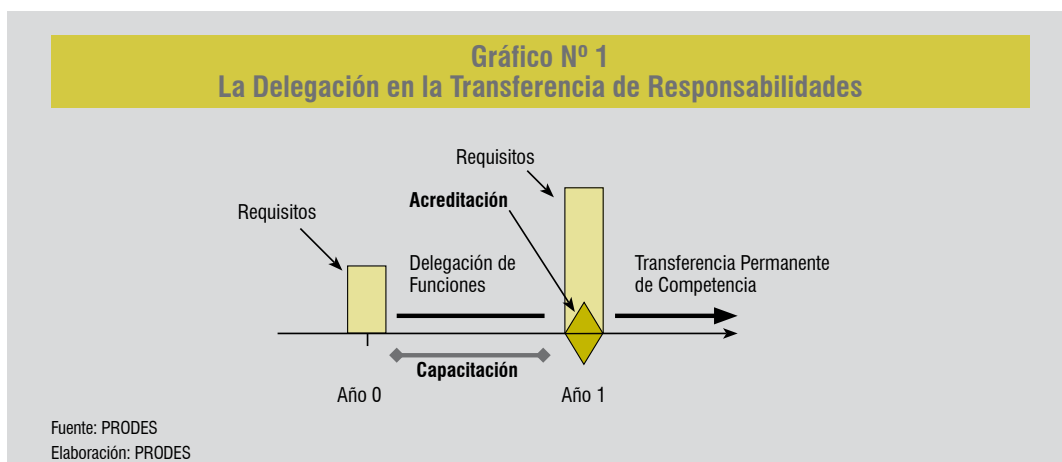 Gráfico Nº 1
La Delegación en la Transferencia de Responsabilidades
Requisitos
Acreditación
Requisitos
Delegación de
Funciones
Transferencia Permanente
de Competencia
Capacitación
Año 0
Año 1
Fuente: PRODES
Elaboración: PRODES